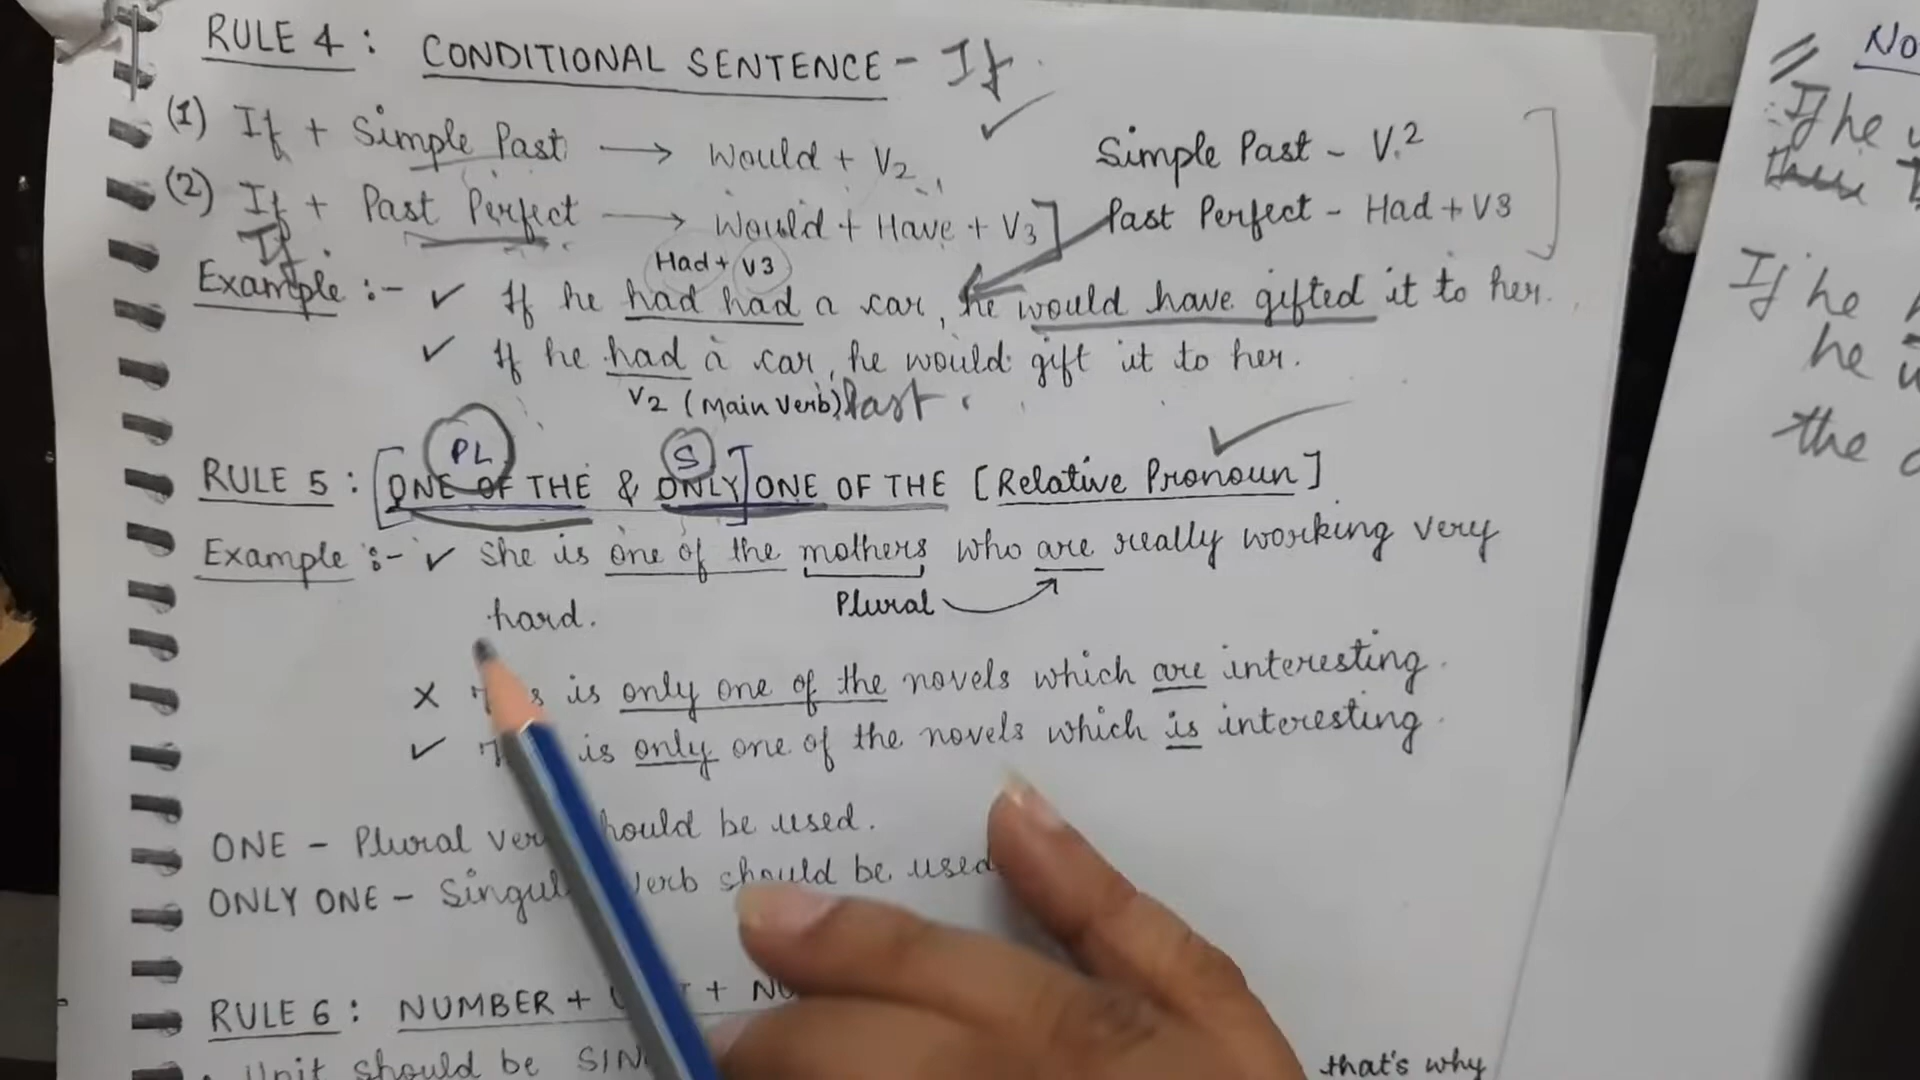 RULE 4 : CONDITIONAL SENTENCE - If
(1) If + Simple Past → would + V2
(2) If + Past Perfect → Would + Have + V3
Simple Past - V.2
Past Perfect - Had + V3
If
Had + V3
Example :- ✓ If he had had a car, he would have gifted it to her.
✓ If he had a car, he would gift it to her.
V2 (Main Verb) Past
PL
S
RULE 5 : [ONE OF THE & ONLY] ONE OF THE [Relative Pronoun]
Example :- ✓ She is one of the mothers who are really working very
Plural
hard.
X is only one of the novels which are interesting.
✓ is only one of the novels which is interesting
ONE - Plural should be used.
ONLY ONE - should be used
RULE 6 : NUMBER +
Unit should be
that's why
No
If he
If he
he
the